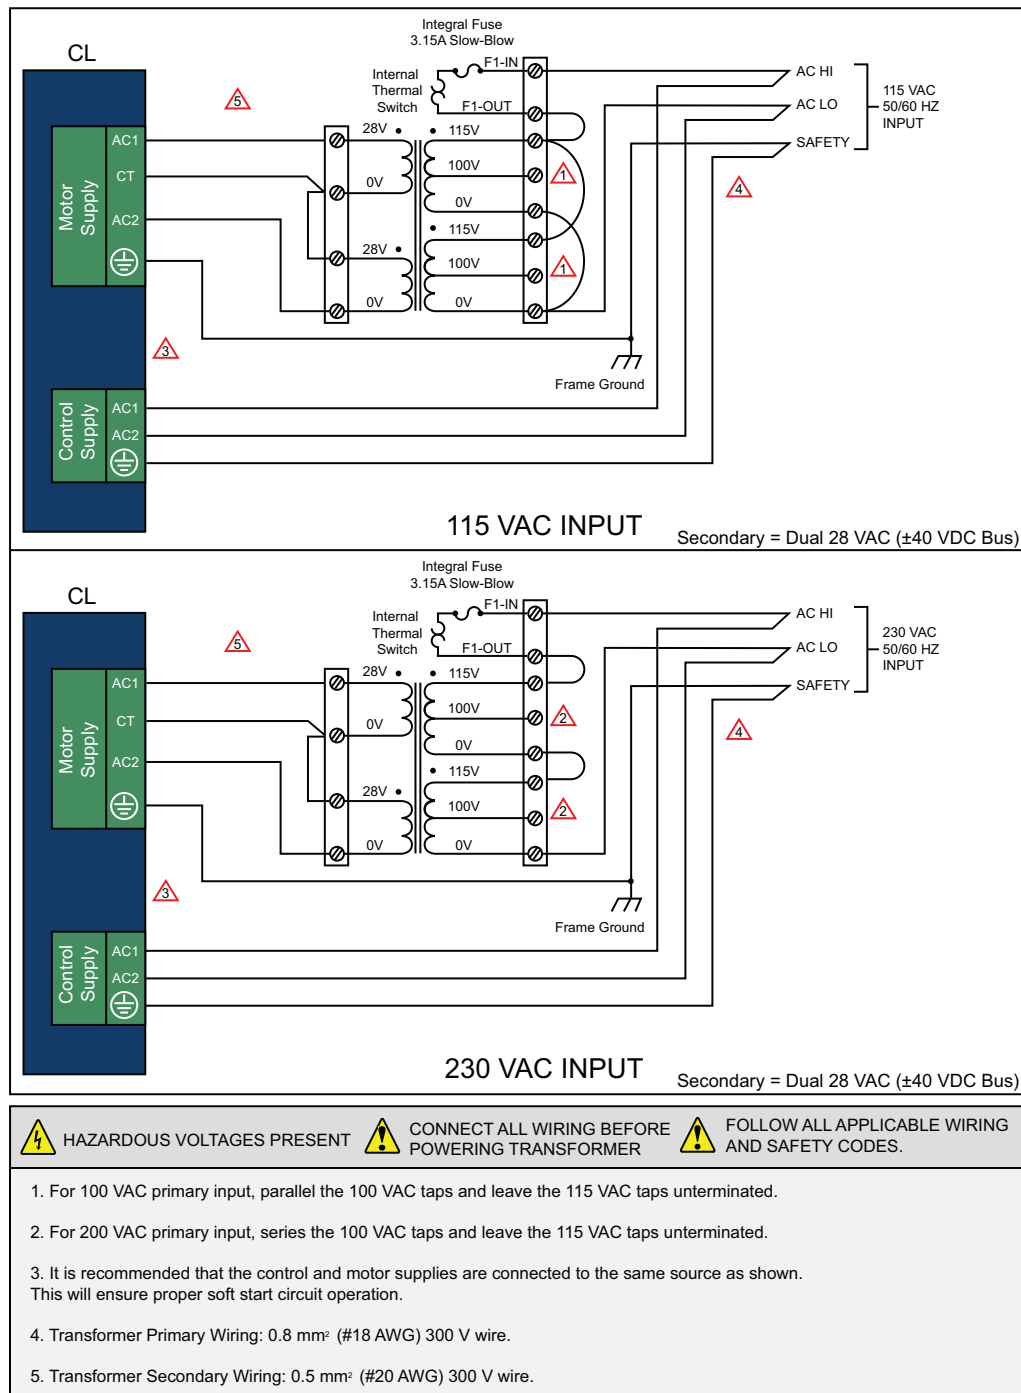 Integral Fuse
3.15A Slow-Blow
CL
F1-IN
Internal
Thermal
Switch
F1-OUT
AC HI
AC LO
SAFETY
115 VAC
50/60 HZ
INPUT
5
28V
115V
100V
0V
0V
115V
28V
100V
0V
0V
1
1
4
Motor
Supply
AC1
CT
AC2
3
Frame Ground
Control
Supply
AC1
AC2
115 VAC INPUT
Secondary = Dual 28 VAC (±40 VDC Bus)
Integral Fuse
3.15A Slow-Blow
CL
F1-IN
Internal
Thermal
Switch
F1-OUT
AC HI
AC LO
SAFETY
230 VAC
50/60 HZ
INPUT
5
28V
115V
100V
0V
0V
115V
28V
100V
0V
0V
2
2
4
Motor
Supply
AC1
CT
AC2
3
Frame Ground
Control
Supply
AC1
AC2
230 VAC INPUT
Secondary = Dual 28 VAC (±40 VDC Bus)
HAZARDOUS VOLTAGES PRESENT
CONNECT ALL WIRING BEFORE
POWERING TRANSFORMER
FOLLOW ALL APPLICABLE WIRING
AND SAFETY CODES.
1. For 100 VAC primary input, parallel the 100 VAC taps and leave the 115 VAC taps unterminated.
2. For 200 VAC primary input, series the 100 VAC taps and leave the 115 VAC taps unterminated.
3. It is recommended that the control and motor supplies are connected to the same source as shown.
This will ensure proper soft start circuit operation.
4. Transformer Primary Wiring: 0.8 mm² (#18 AWG) 300 V wire.
5. Transformer Secondary Wiring: 0.5 mm² (#20 AWG) 300 V wire.